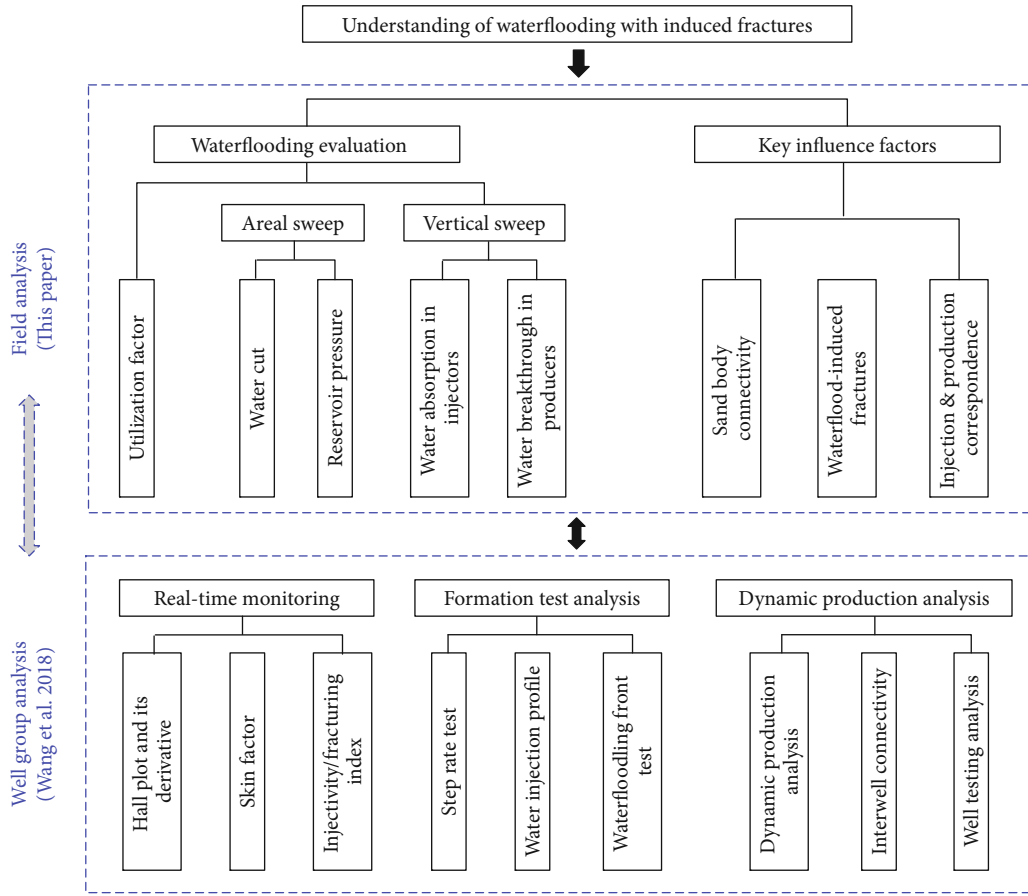 Understanding of waterflooding with induced fractures
Field analysis
(This paper)
Waterflooding evaluation
Key influence factors
Areal sweep
Vertical sweep
Utilization factor
Water cut
Reservoir pressure
Water absorption in
injectors
Water breakthrough in
producers
Sand body
connectivity
Waterflood-induced
fractures
Injection & production
correspondence
Well group analysis
(Wang et al. 2018)
Real-time monitoring
Formation test analysis
Dynamic production analysis
Hall plot and its
derivative
Skin factor
Injectivity/fracturing
index
Step rate test
Water injection profile
Waterfloodling front
test
Dynamic production
analysis
Interwell connectivity
Well testing analysis